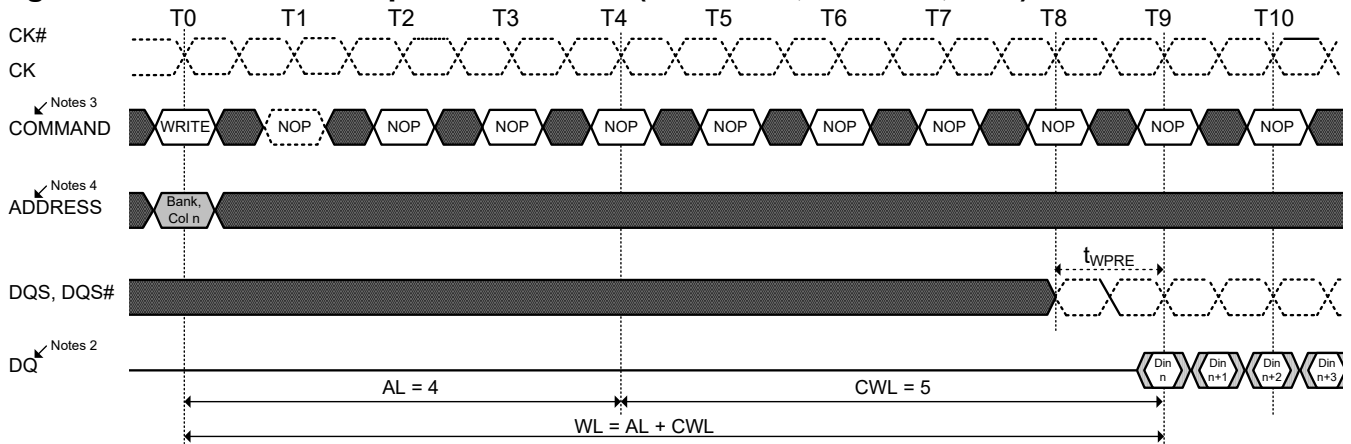 T0 T1 T2 T3 T4 T5 T6 T7 T8 T9 T10
CK#
CK
Notes 3
COMMAND WRITE NOP NOP NOP NOP NOP NOP NOP NOP NOP NOP
Notes 4
ADDRESS Bank, Col n
tWPRE
DQS, DQS#
Notes 2
DQ Din n Din n+1 Din n+2 Din n+3
AL = 4 CWL = 5
WL = AL + CWL